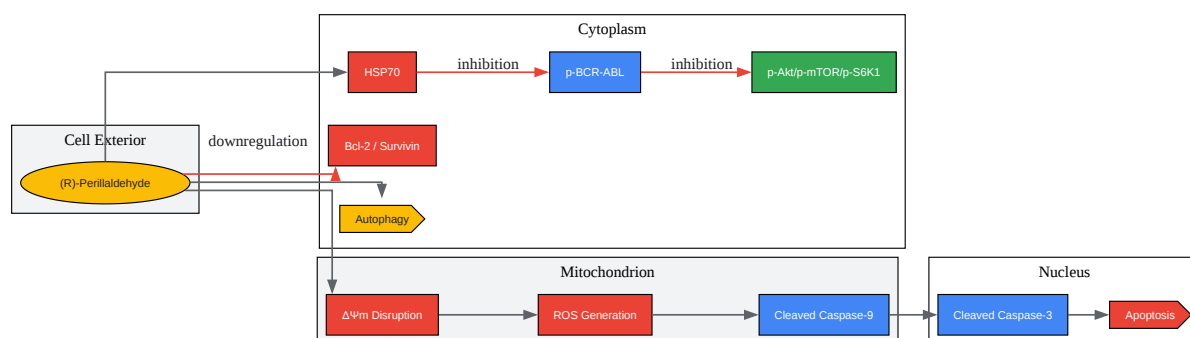 Cytoplasm
HSP70
inhibition
p-BCR-ABL
inhibition
p-Akt/p-mTOR/p-S6K1
Cell Exterior
downregulation
Bcl-2 / Survivin
(R)-Perillaldehyde
Autophagy
Mitochondrion
Nucleus
ΔΨm Disruption
ROS Generation
Cleaved Caspase-9
Cleaved Caspase-3
Apoptosis